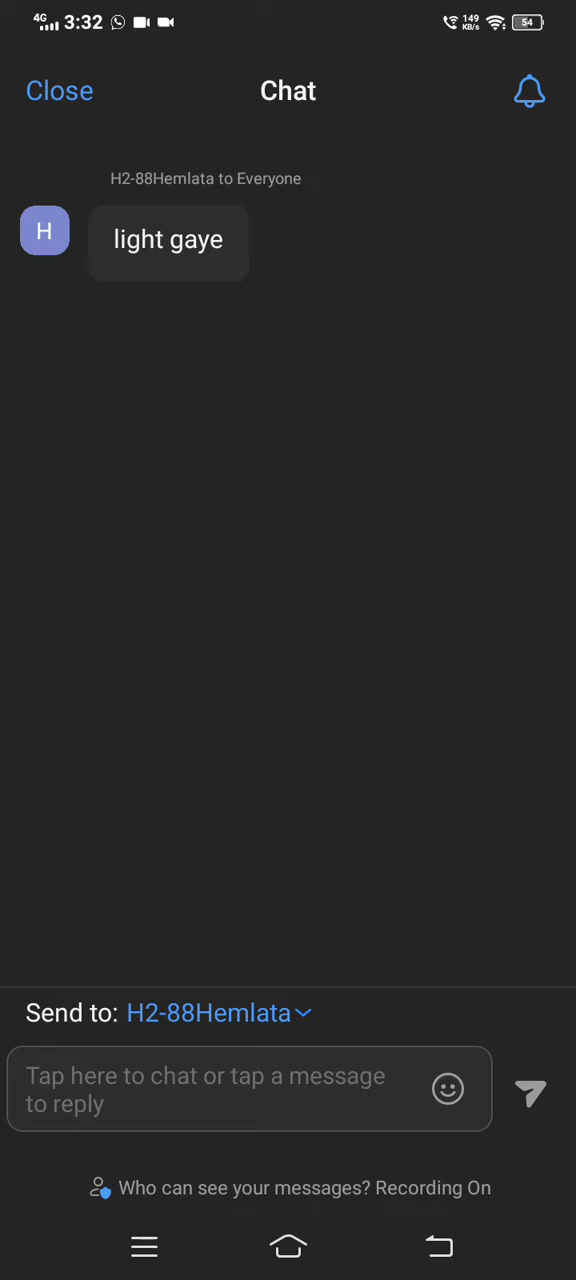 4G 3:32 149 KB/s 54
Close Chat
H2-88Hemlata to Everyone
H light gaye
Send to: H2-88Hemlata
Tap here to chat or tap a message
to reply
Who can see your messages? Recording On